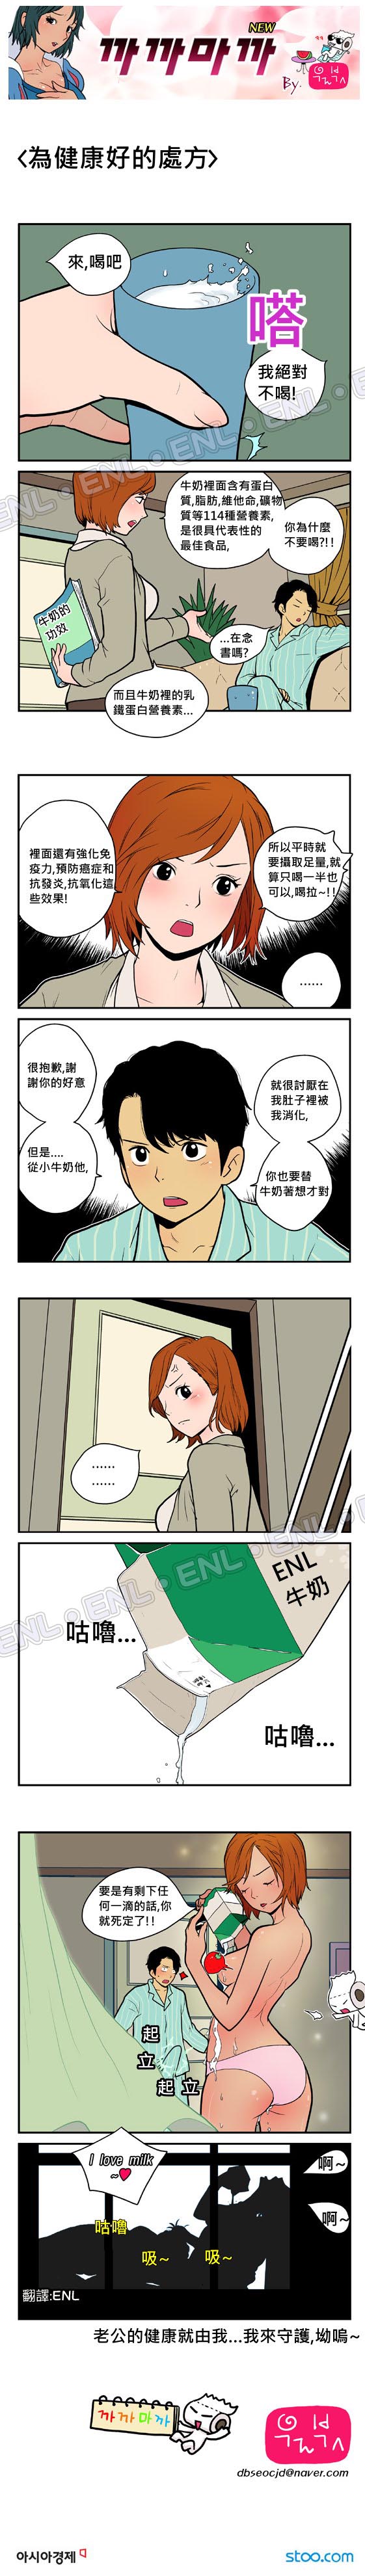 NEW
까까마까
By.
<為健康好的處方>
來,喝吧
嗒
我絕對
不喝!
ENL ENL ENL ENL ENL
牛奶裡面含有蛋白
質,脂肪,維他命,礦物
質等114種營養素,
是很具代表性的
最佳食品,
你為什麼
不要喝?!!
牛奶的
功效
...在念
書嗎?
而且牛奶裡的乳
鐵蛋白營養素...
裡面還有強化免
疫力,預防癌症和
抗發炎,抗氧化這
些效果!
所以平時就
要攝取足量,就
算只喝一半也
可以,喝拉~!!
......
很抱歉,謝
謝你的好意
但是....
從小牛奶他,
就很討厭在
我肚子裡被
我消化,
你也要替
牛奶著想才對
......
......
ENL ENL ENL ENL ENL
ENL
牛奶
咕嚕...
咕嚕...
要是有剩下任
何一滴的話,你
就死定了!!
起
立
起 立
I love milk
~♥
啊~
咕嚕
吸~
吸~
啊~
翻譯:ENL
老公的健康就由我...我來守護,坳嗚~
까까마까
dbseocjd@naver.com
아시아경제
stoo.com